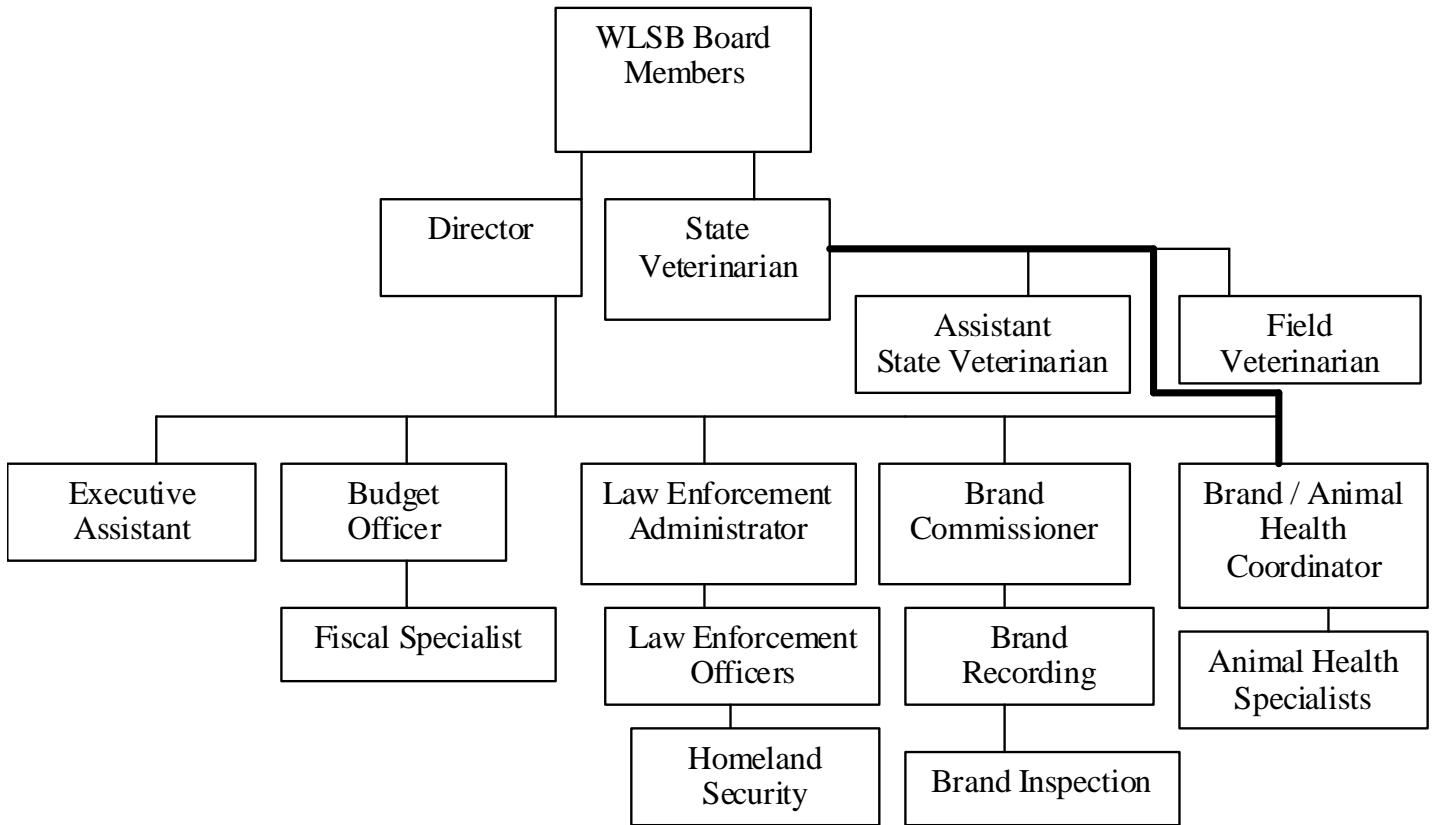 WLSB Board
Members
Director
State
Veterinarian
Assistant
State Veterinarian
Field
Veterinarian
Executive
Assistant
Budget
Officer
Law Enforcement
Administrator
Brand
Commissioner
Brand / Animal
Health
Coordinator
Fiscal Specialist
Law Enforcement
Officers
Brand
Recording
Animal Health
Specialists
Homeland
Security
Brand Inspection